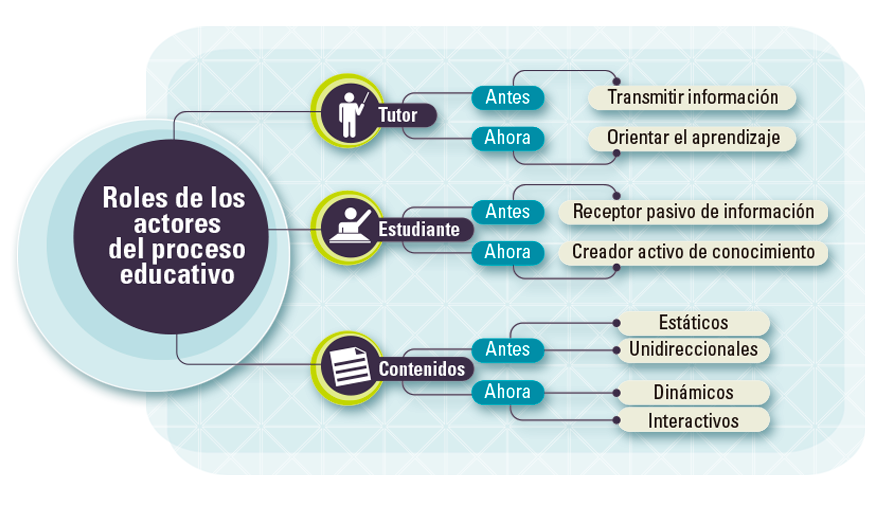 Roles de los
actores
del proceso
educativo
Tutor
Antes
Transmitir información
Ahora
Orientar el aprendizaje
Estudiante
Antes
Receptor pasivo de información
Ahora
Creador activo de conocimiento
Contenidos
Antes
Estáticos
Unidireccionales
Ahora
Dinámicos
Interactivos